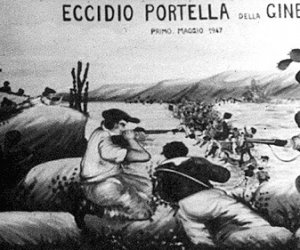 ECCIDIO PORTELLA DELLA GINE
PRIMO. MAGGIO 1947